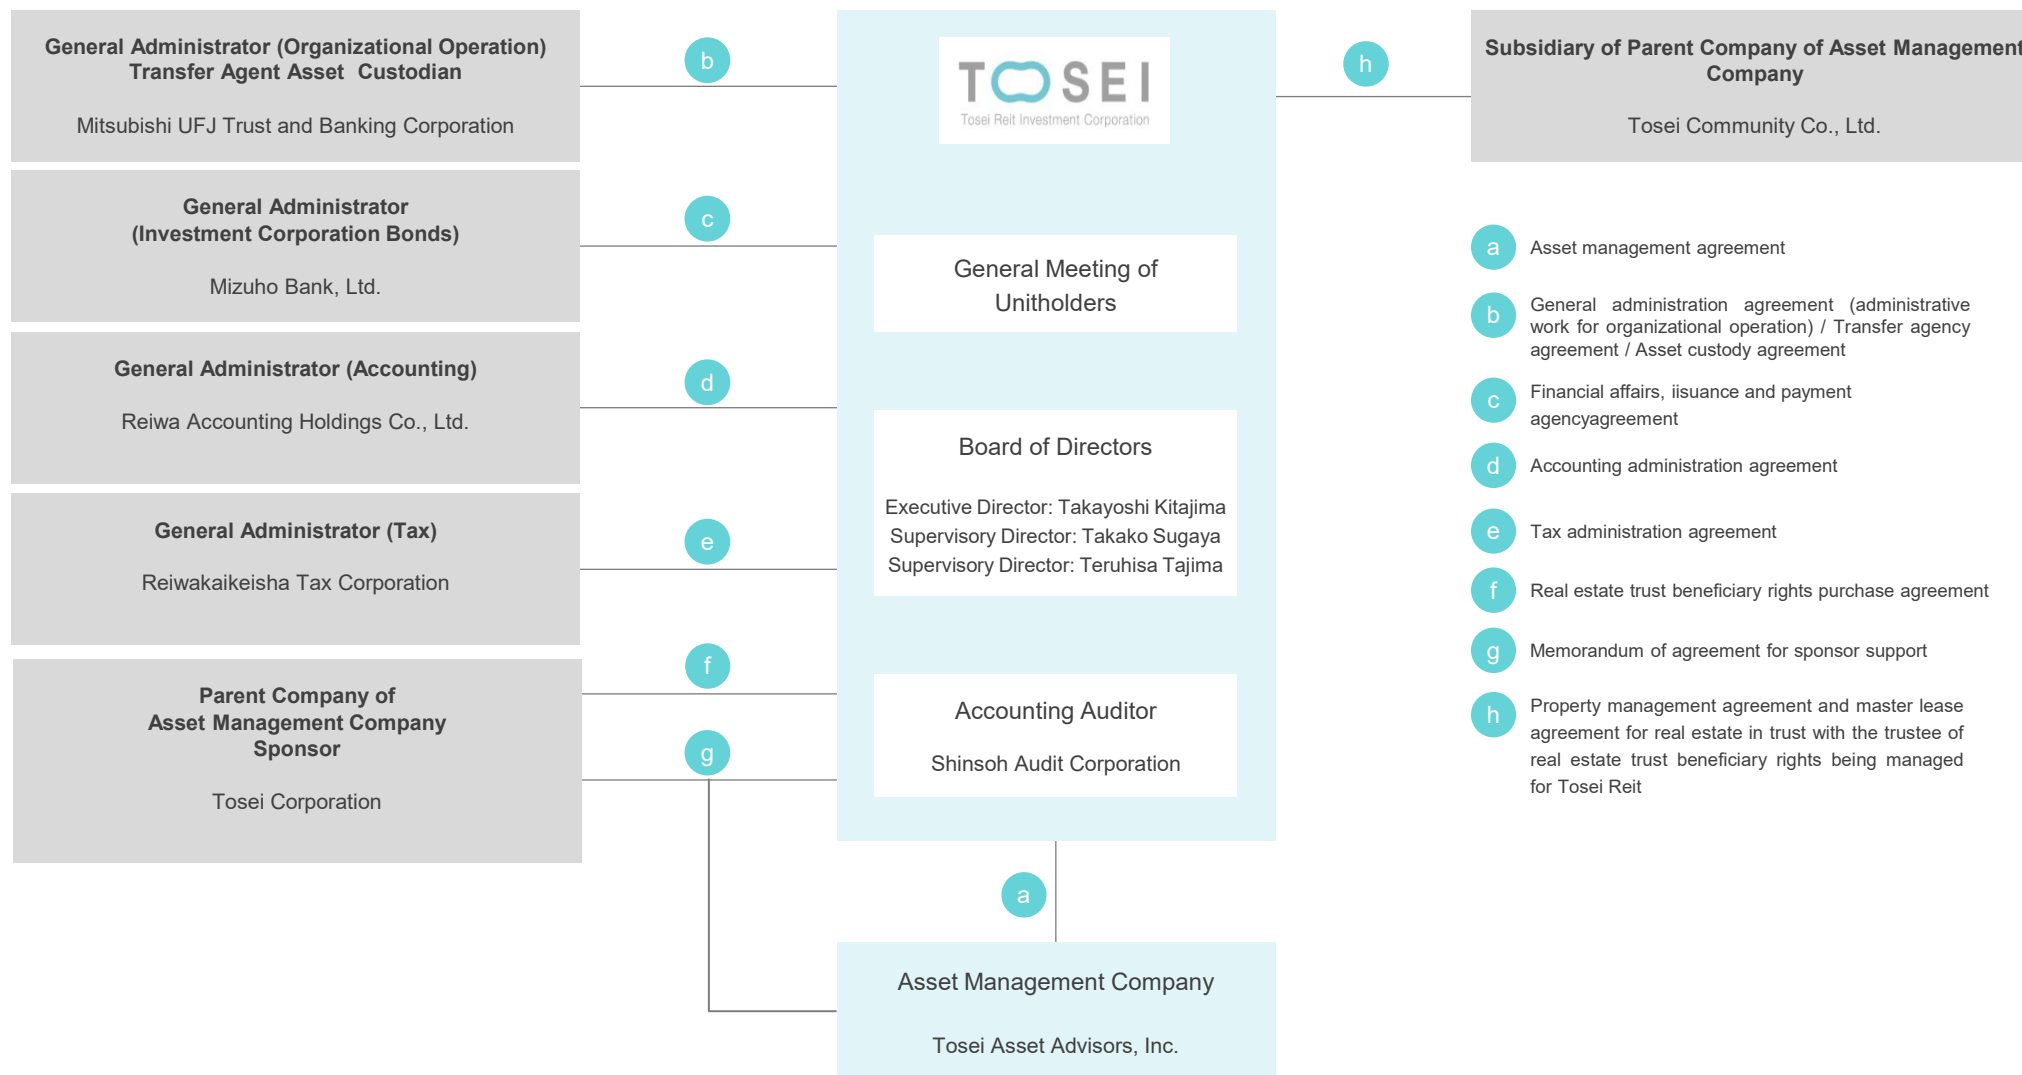 General Administrator (Organizational Operation)
Transfer Agent Asset Custodian
Mitsubishi UFJ Trust and Banking Corporation
General Administrator
(Investment Corporation Bonds)
Mizuho Bank, Ltd.
General Administrator (Accounting)
Reiwa Accounting Holdings Co., Ltd.
General Administrator (Tax)
Reiwakaikeisha Tax Corporation
Parent Company of
Asset Management Company
Sponsor
Tosei Corporation
b
c
d
e
f
g
TOSEI
Tosei Reit Investment Corporation
General Meeting of
Unitholders
Board of Directors
Executive Director: Takayoshi Kitajima
Supervisory Director: Takako Sugaya
Supervisory Director: Teruhisa Tajima
Accounting Auditor
Shinsoh Audit Corporation
a
Asset Management Company
Tosei Asset Advisors, Inc.
h
Subsidiary of Parent Company of Asset Management
Company
Tosei Community Co., Ltd.
a Asset management agreement
b General administration agreement (administrative
work for organizational operation) / Transfer agency
agreement / Asset custody agreement
c Financial affairs, iisuance and payment
agencyagreement
d Accounting administration agreement
e Tax administration agreement
f Real estate trust beneficiary rights purchase agreement
g Memorandum of agreement for sponsor support
h Property management agreement and master lease
agreement for real estate in trust with the trustee of
real estate trust beneficiary rights being managed
for Tosei Reit